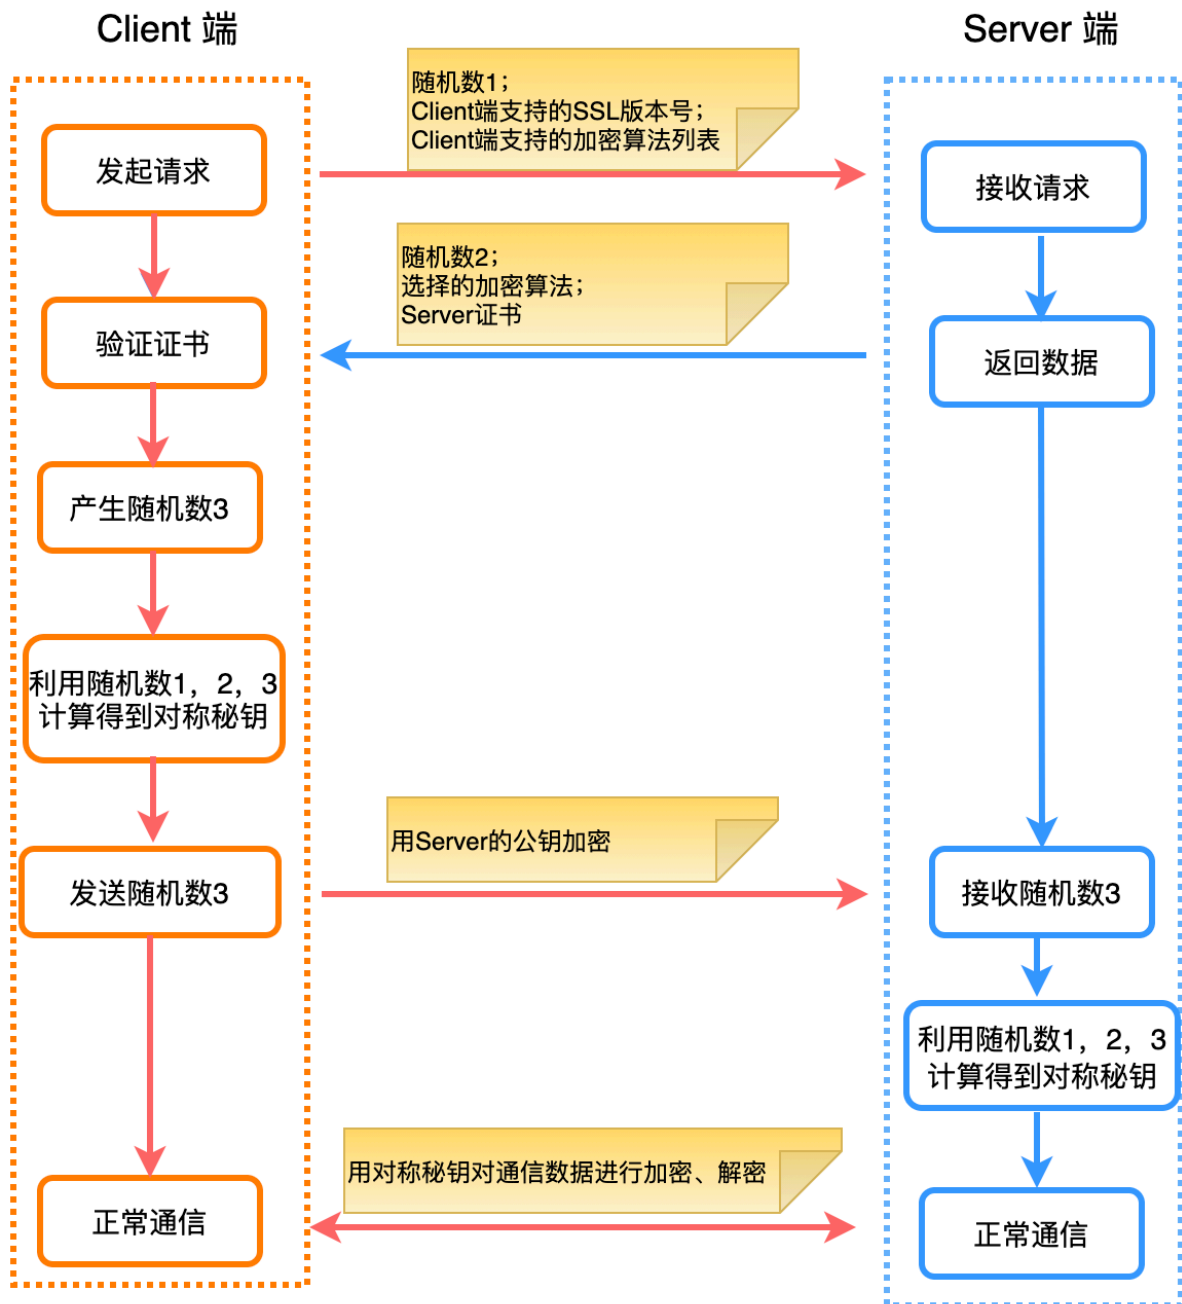 Client 端
Server 端
随机数1；
Client端支持的SSL版本号；
Client端支持的加密算法列表
发起请求
接收请求
随机数2；
选择的加密算法；
Server证书
验证证书
返回数据
产生随机数3
利用随机数1，2，3
计算得到对称秘钥
用Server的公钥加密
发送随机数3
接收随机数3
利用随机数1，2，3
计算得到对称秘钥
用对称秘钥对通信数据进行加密、解密
正常通信
正常通信